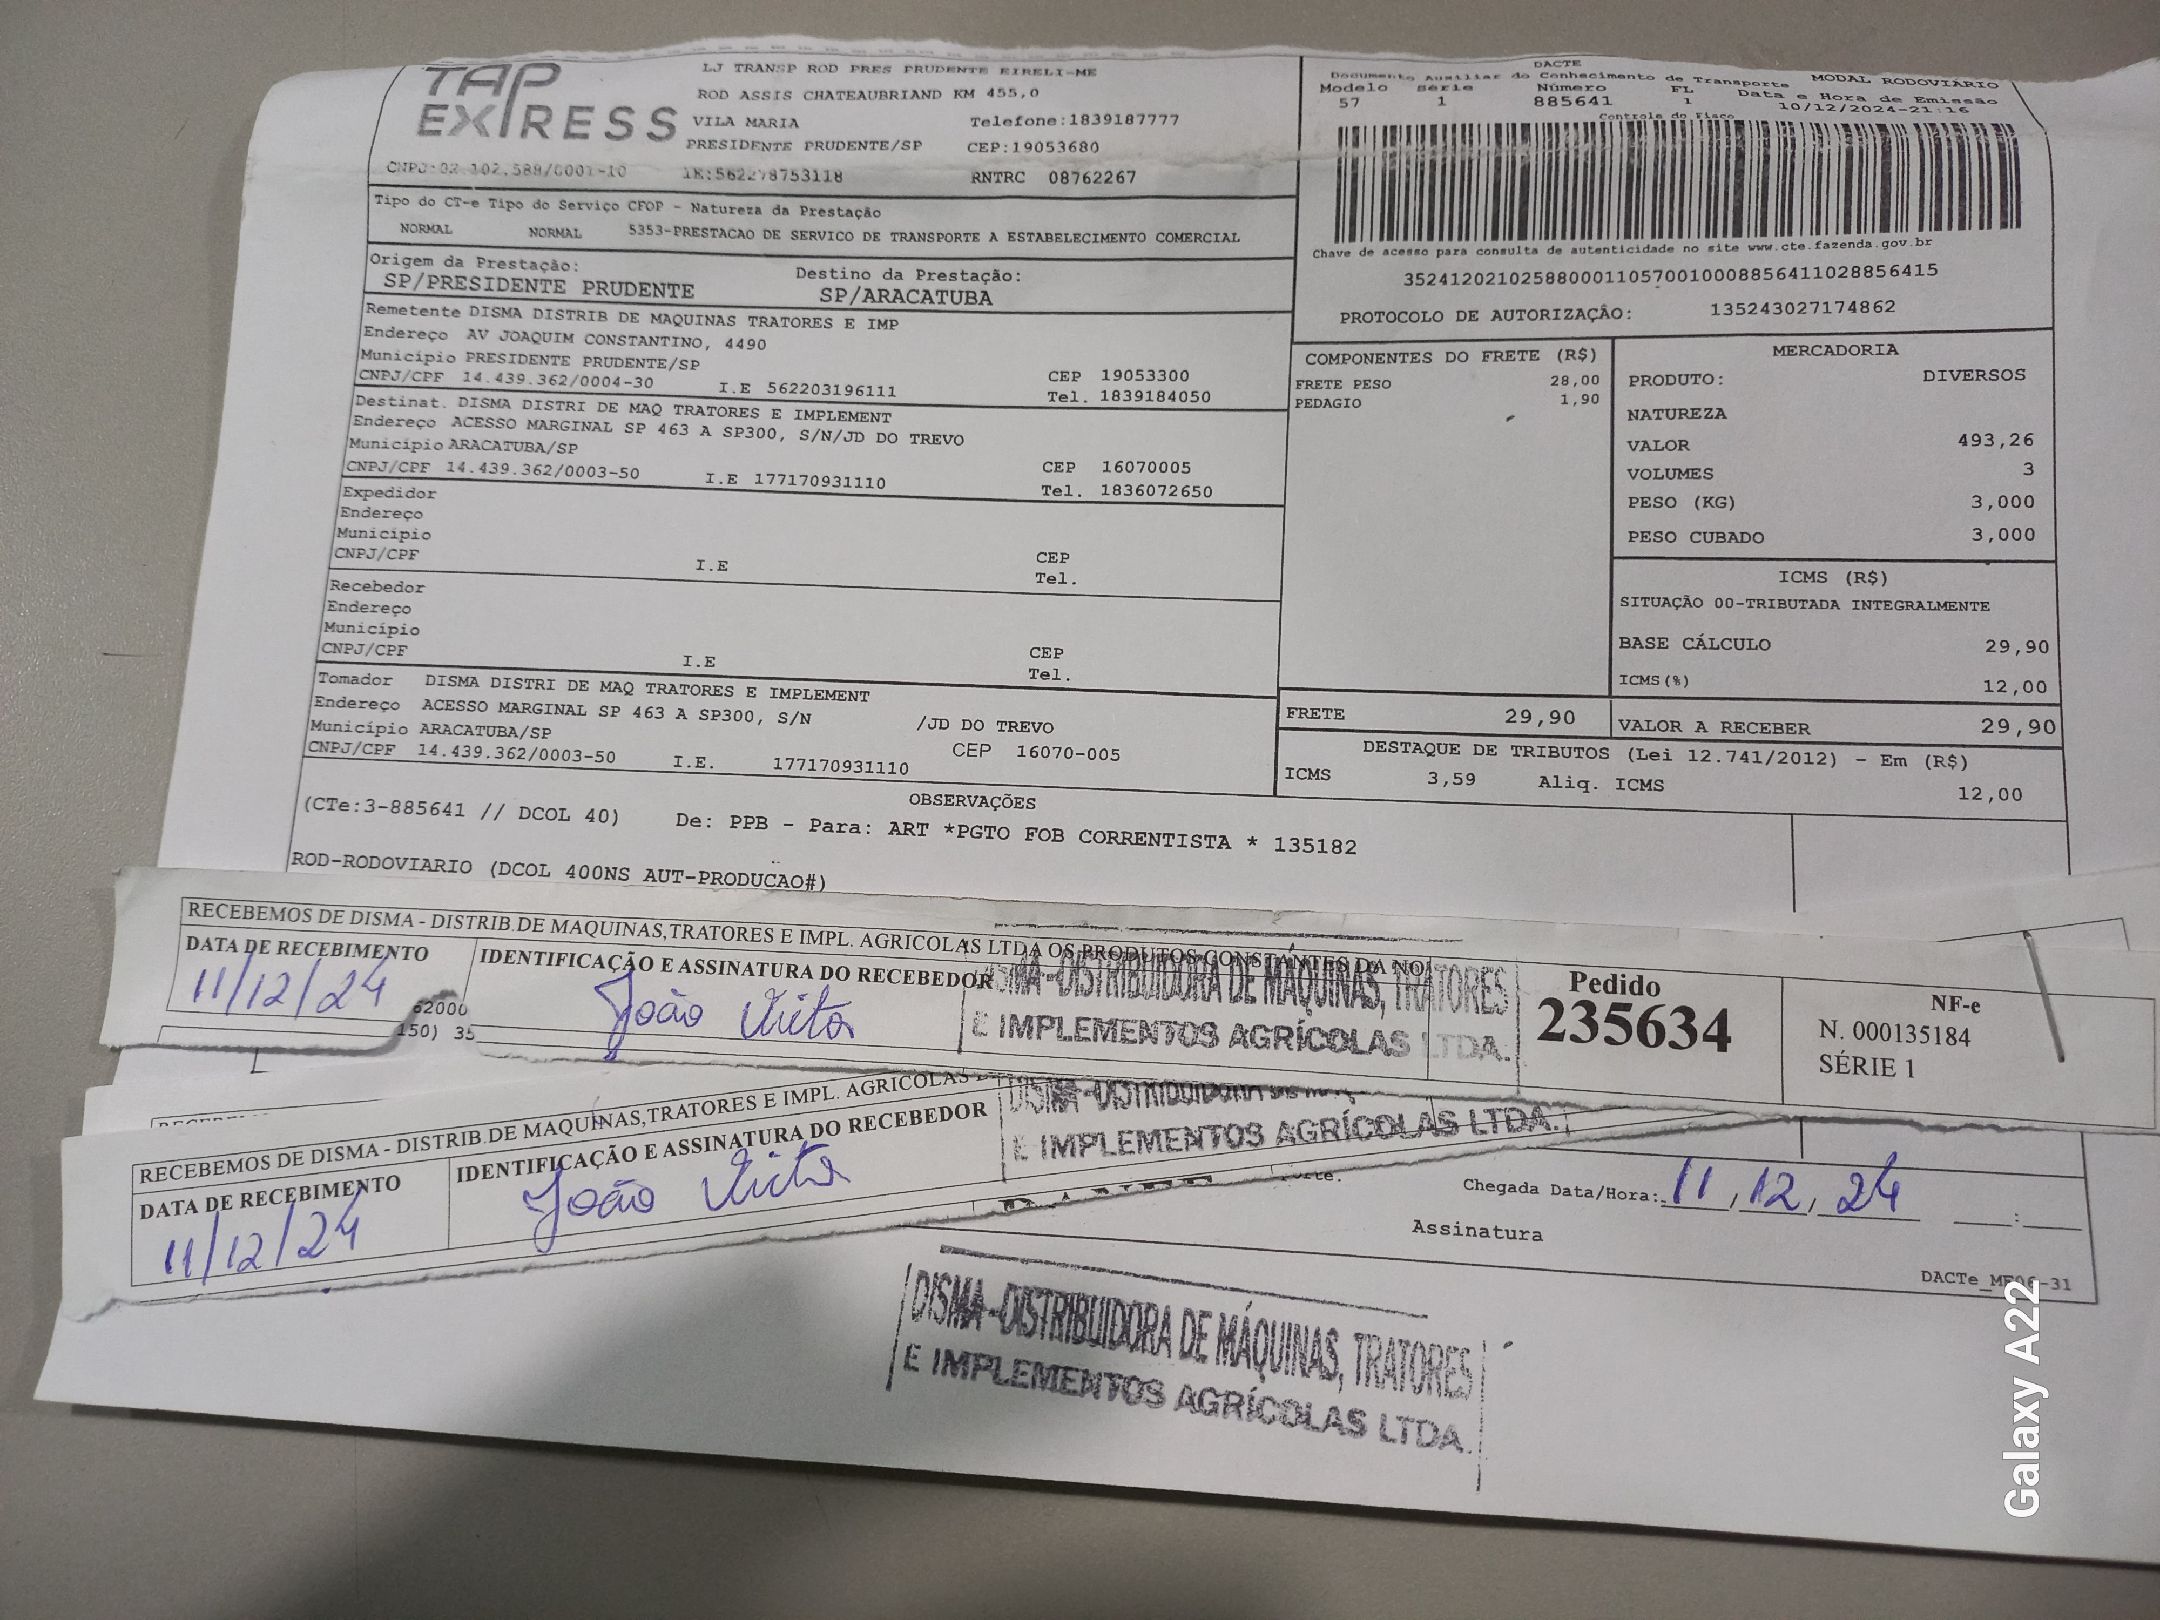 TAP EXPRESS
LJ TRANSP ROD PRES PRUDENTE EIRELI-ME
ROD ASSIS CHATEAUBRIAND KM 455,0
VILA MARIA Telefone:1839187777
PRESIDENTE PRUDENTE/SP CEP:19053680
CNPJ:02.102.588/0001-10 IE:562278753118 RNTRC 08762267
DACTE
Documento Auxiliar do Conhecimento de Transporte MODAL RODOVIÁRIO
Modelo Série Número FL Data e Hora de Emissão
57 1 885641 1 10/12/2024-21:16
Controle do Fisco
Chave de acesso para consulta de autenticidade no site www.cte.fazenda.gov.br
35241202102588000110570010008856411028856415
PROTOCOLO DE AUTORIZAÇÃO: 135243027174862
Tipo do CT-e Tipo do Serviço CFOP - Natureza da Prestação
NORMAL NORMAL 5353-PRESTACAO DE SERVICO DE TRANSPORTE A ESTABELECIMENTO COMERCIAL
Origem da Prestação: Destino da Prestação:
SP/PRESIDENTE PRUDENTE SP/ARACATUBA
Remetente DISMA DISTRIB DE MAQUINAS TRATORES E IMP
Endereço AV JOAQUIM CONSTANTINO, 4490
Município PRESIDENTE PRUDENTE/SP CEP 19053300
CNPJ/CPF 14.439.362/0004-30 I.E 562203196111 Tel. 1839184050
Destinat. DISMA DISTRI DE MAQ TRATORES E IMPLEMENT
Endereço ACESSO MARGINAL SP 463 A SP300, S/N/JD DO TREVO
Município ARACATUBA/SP CEP 16070005
CNPJ/CPF 14.439.362/0003-50 I.E 177170931110 Tel. 1836072650
Expedidor
Endereço
Município CEP
CNPJ/CPF I.E Tel.
Recebedor
Endereço
Município CEP
CNPJ/CPF I.E Tel.
Tomador DISMA DISTRI DE MAQ TRATORES E IMPLEMENT
Endereço ACESSO MARGINAL SP 463 A SP300, S/N /JD DO TREVO
Município ARACATUBA/SP CEP 16070-005
CNPJ/CPF 14.439.362/0003-50 I.E. 177170931110
COMPONENTES DO FRETE (R$)
FRETE PESO 28,00
PEDAGIO 1,90
MERCADORIA
PRODUTO: DIVERSOS
NATUREZA
VALOR 493,26
VOLUMES 3
PESO (KG) 3,000
PESO CUBADO 3,000
ICMS (R$)
SITUAÇÃO 00-TRIBUTADA INTEGRALMENTE
BASE CÁLCULO 29,90
ICMS(%) 12,00
FRETE 29,90 VALOR A RECEBER 29,90
DESTAQUE DE TRIBUTOS (Lei 12.741/2012) - Em (R$)
ICMS 3,59 Aliq. ICMS 12,00
OBSERVAÇÕES
(CTe:3-885641 // DCOL 40) De: PPB - Para: ART *PGTO FOB CORRENTISTA * 135182
ROD-RODOVIARIO (DCOL 400NS AUT-PRODUCAO#)
RECEBEMOS DE DISMA - DISTRIB.DE MAQUINAS,TRATORES E IMPL. AGRICOLAS LTDA OS PRODUTOS CONSTANTES DA NO
DATA DE RECEBIMENTO IDENTIFICAÇÃO E ASSINATURA DO RECEBEDOR
11/12/24 João Victor
62000
150) 35
DISMA-DISTRIBUIDORA DE MÁQUINAS, TRATORES
E IMPLEMENTOS AGRÍCOLAS LTDA.
Pedido
235634
NF-e
N. 000135184
SÉRIE 1
RECEBEMOS DE DISMA - DISTRIB.DE MAQUINAS,TRATORES E IMPL. AGRICOLAS
DATA DE RECEBIMENTO IDENTIFICAÇÃO E ASSINATURA DO RECEBEDOR
11/12/24 João Victor
E IMPLEMENTOS AGRÍCOLAS LTDA.
Chegada Data/Hora: 11, 12, 24 :
Assinatura
DISMA-DISTRIBUIDORA DE MÁQUINAS, TRATORES
E IMPLEMENTOS AGRÍCOLAS LTDA.
Galaxy A22